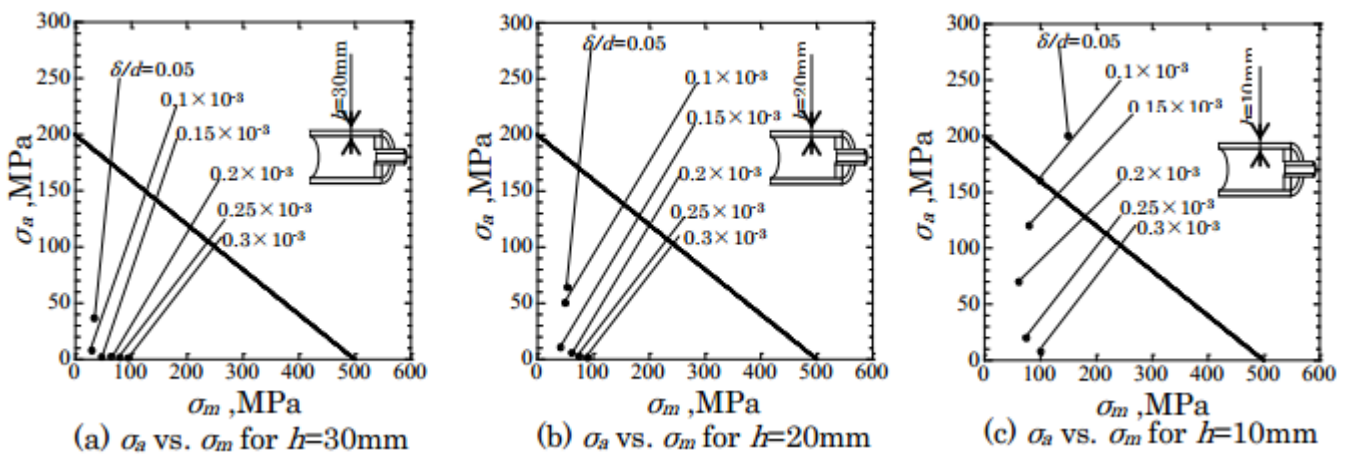 300
250
200
150
100
50
0
σa ,MPa
δ/d=0.05
0.1×10-3
0.15×10-3
0.2×10-3
0.25×10-3
0.3×10-3
h=30mm
0 100 200 300 400 500 600
σm ,MPa
(a) σa vs. σm for h=30mm
300
250
200
150
100
50
0
σa ,MPa
δ/d=0.05
0.1×10-3
0.15×10-3
0.2×10-3
0.25×10-3
0.3×10-3
h=20mm
0 100 200 300 400 500 600
σm ,MPa
(b) σa vs. σm for h=20mm
300
250
200
150
100
50
0
σa ,MPa
δ/d=0.05
0.1×10-3
0.15×10-3
0.2×10-3
0.25×10-3
0.3×10-3
h=10mm
0 100 200 300 400 500 600
σm ,MPa
(c) σa vs. σm for h=10mm